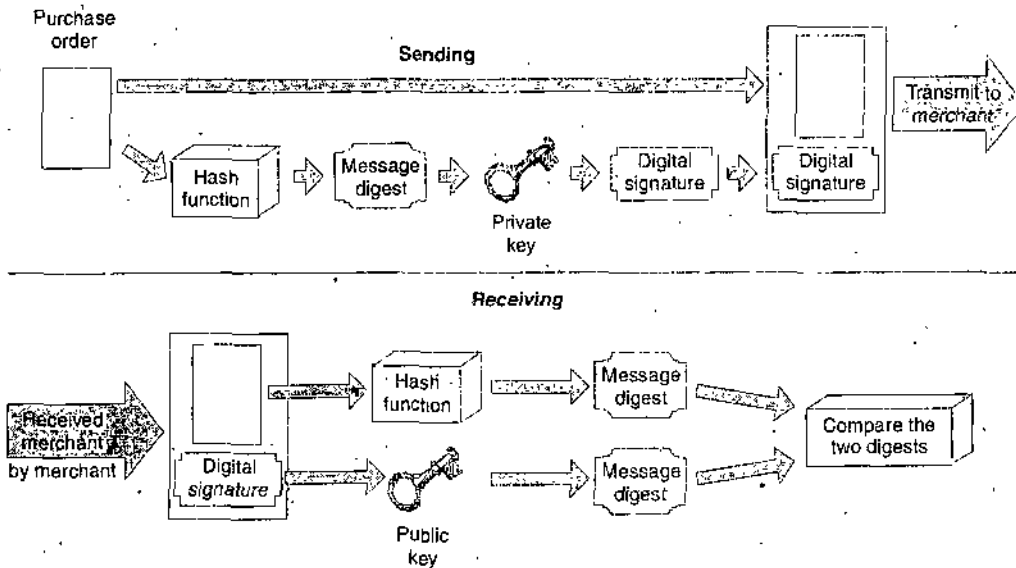 Purchase
order
Sending
Transmit to
merchant
Hash
function
Message
digest
Private
key
Digital
signature
Digital
signature
Receiving
Received
merchant
by merchant
Digital
signature
Hash
function
Message
digest
Public
key
Message
digest
Compare the
two digests